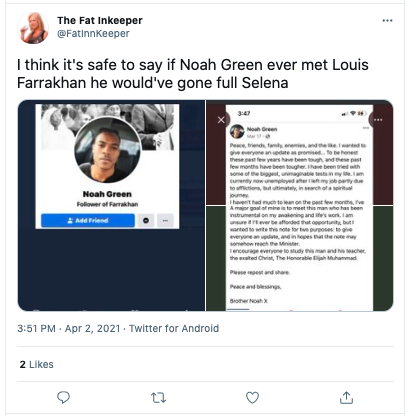 The Fat Inkeeper
@FatInnKeeper
I think it's safe to say if Noah Green ever met Louis
Farrakhan he would've gone full Selena
Noah Green
Follower of Farrakhan
Add Friend
3:47
Noah Green
Mar 17
Peace, friends, family, enemies, and the like. I wanted to
give everyone an update as promised... To be honest
these past few years have been tough, and these past
few months have been tougher. I have been tried with
some of the biggest, unimaginable tests in my life. I am
currently now unemployed after I left my job partly due
to afflictions, but ultimately, in search of a spiritual
journey.
I haven't had much to lean on the past few months, I've
A major goal of mine is to meet this man who has been
instrumental on my awakening and life's work. I am
unsure if I'll ever be afforded that opportunity, but I
wanted to write this note for two purposes: to give
everyone an update, and in hopes that the note may
somehow reach the Minister.
I encourage everyone to study this man and his teacher,
the exalted Christ, The Honorable Elijah Muhammad.
Please repost and share.
Peace and blessings,
Brother Noah X
3:51 PM · Apr 2, 2021 · Twitter for Android
2 Likes